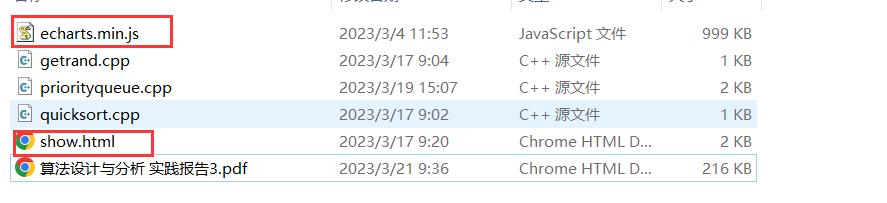 echarts.min.js 2023/3/4 11:53 JavaScript 文件 999 KB
getrand.cpp 2023/3/17 9:04 C++ 源文件 1 KB
priorityqueue.cpp 2023/3/19 15:07 C++ 源文件 2 KB
quicksort.cpp 2023/3/17 9:02 C++ 源文件 1 KB
show.html 2023/3/17 9:20 Chrome HTML D... 2 KB
算法设计与分析 实践报告3.pdf 2023/3/21 9:36 Chrome HTML D... 216 KB